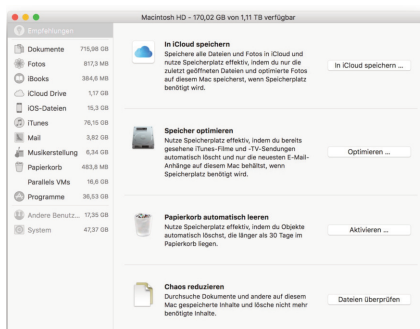 Macintosh HD - 170,02 GB von 1,11 TB verfügbar
Empfehlungen
Dokumente 715,98 GB
Fotos 817,3 MB
iBooks 384,6 MB
iCloud Drive 1,17 GB
iOS-Dateien 15,3 GB
iTunes 76,15 GB
Mail 3,82 GB
Musikerstellung 6,34 GB
Papierkorb 463,8 MB
Parallels VMs 16,6 GB
Programme 36,53 GB
Andere Benutz... 17,35 GB
System 47,37 GB
In iCloud speichern
Speichere alle Dateien und Fotos in iCloud und
nutze Speicherplatz effektiv, indem du nur die
zuletzt geöffneten Dateien und optimierte Fotos
auf diesem Mac speicherst, wenn Speicherplatz
benötigt wird.
In iCloud speichern ...
Speicher optimieren
Nutze Speicherplatz effektiv, indem du bereits
gesehene iTunes-Filme und -TV-Sendungen
automatisch löschst und nur die neuesten E-Mail-
Anhänge auf diesem Mac behältst, wenn
Speicherplatz benötigt wird.
Optimieren ...
Papierkorb automatisch leeren
Nutze Speicherplatz effektiv, indem du Objekte
automatisch löschst, die länger als 30 Tage im
Papierkorb liegen.
Aktivieren ...
Chaos reduzieren
Durchsuche Dokumente und andere auf diesem
Mac gespeicherte Inhalte und lösche nicht mehr
benötigte Inhalte.
Dateien überprüfen